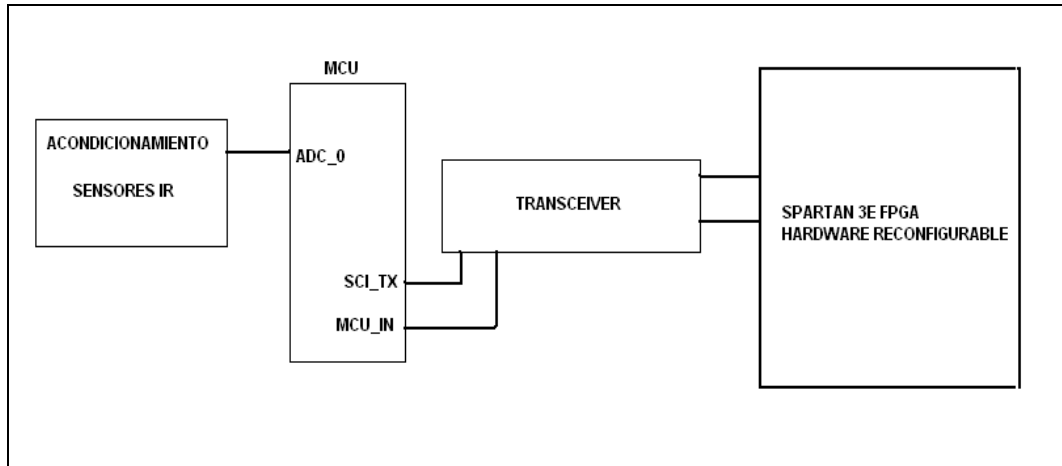 MCU
ACONDICIONAMIENTO
SENSORES IR
ADC_0
SCI_TX
MCU_IN
TRANSCEIVER
SPARTAN 3E FPGA
HARDWARE RECONFIGURABLE